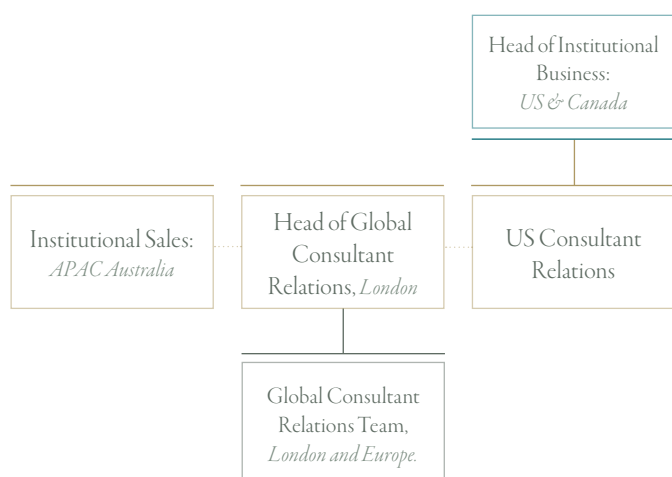 Head of Institutional
Business:
US & Canada
Institutional Sales:
APAC Australia
Head of Global
Consultant
Relations, London
US Consultant
Relations
Global Consultant
Relations Team,
London and Europe.